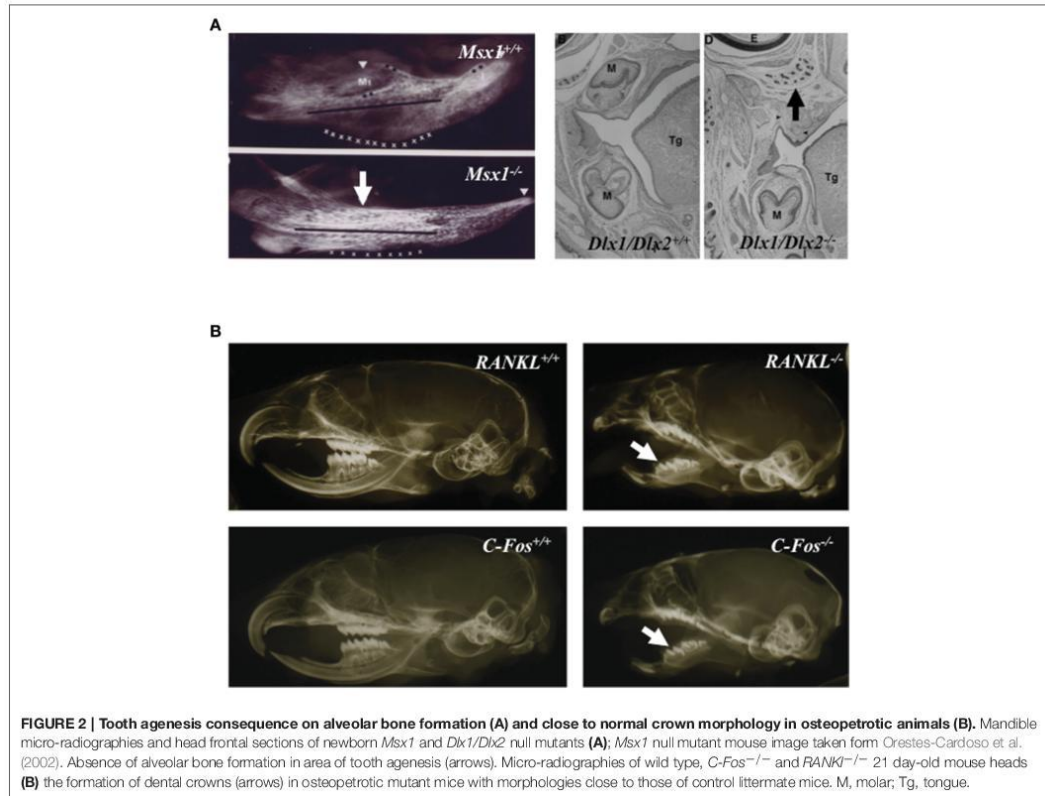 A
Msx1+/+
M1
x x x x x x x x x x x x
Msx1-/-
x x x x x x x x x x
B
M
Tg
M
Dlx1/Dlx2+/+
D
E
Tg
M
Dlx1/Dlx2-/-
B
RANKL+/+
RANKL-/-
C-Fos+/+
C-Fos-/-
FIGURE 2 | Tooth agenesis consequence on alveolar bone formation (A) and close to normal crown morphology in osteopetrotic animals (B). Mandible
micro-radiographies and head frontal sections of newborn Msx1 and Dlx1/Dlx2 null mutants (A); Msx1 null mutant mouse image taken form Orestes-Cardoso et al.
(2002). Absence of alveolar bone formation in area of tooth agenesis (arrows). Micro-radiographies of wild type, C-Fos−/− and RANKl−/− 21 day-old mouse heads
(B) the formation of dental crowns (arrows) in osteopetrotic mutant mice with morphologies close to those of control littermate mice. M, molar; Tg, tongue.